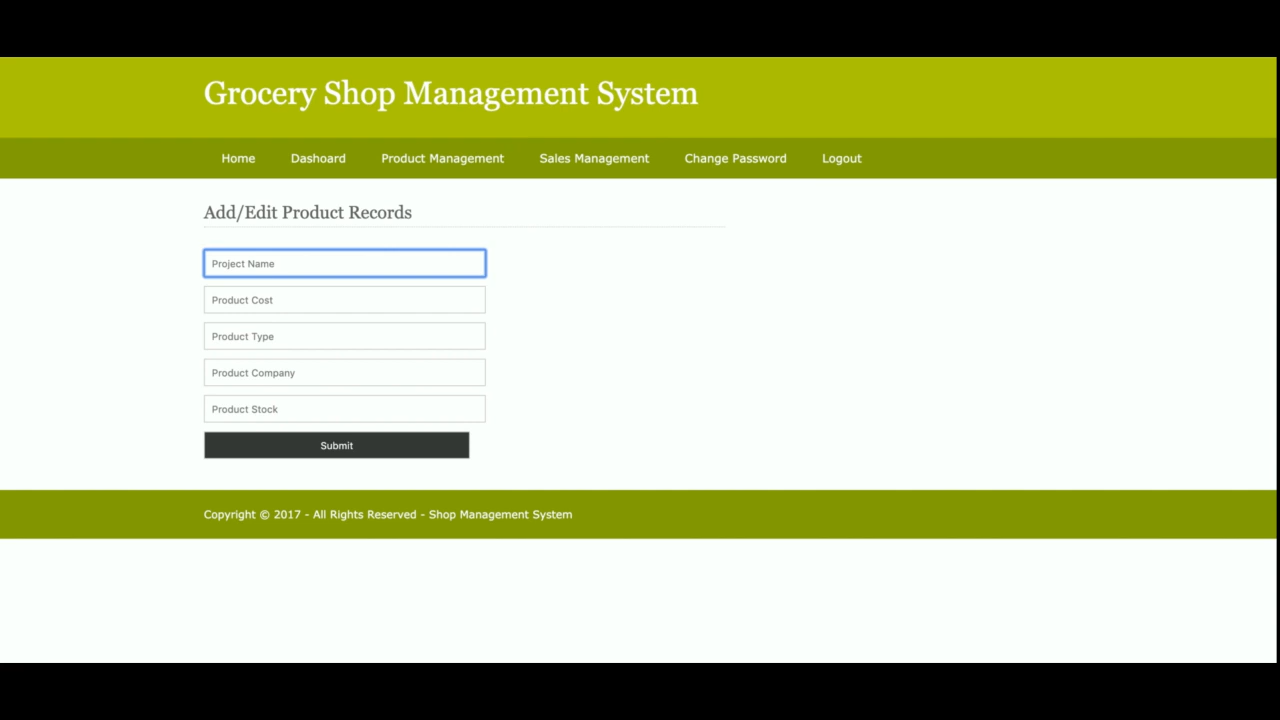 Grocery Shop Management System
Home Dashoard Product Management Sales Management Change Password Logout
Add/Edit Product Records
Project Name
Product Cost
Product Type
Product Company
Product Stock
Submit
Copyright © 2017 - All Rights Reserved - Shop Management System